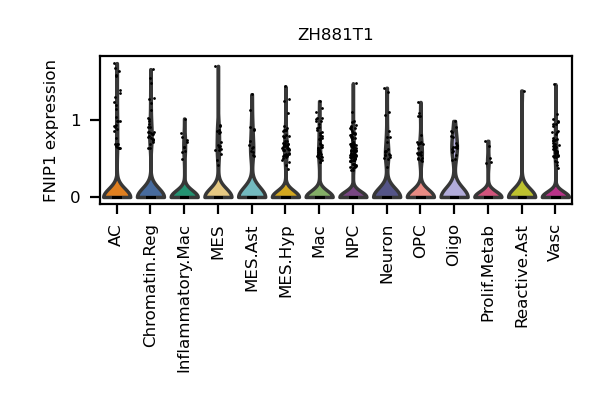 ZH881T1
FNIP1 expression
1
0
AC
Chromatin.Reg
Inflammatory.Mac
MES
MES.Ast
MES.Hyp
Mac
NPC
Neuron
OPC
Oligo
Prolif.Metab
Reactive.Ast
Vasc